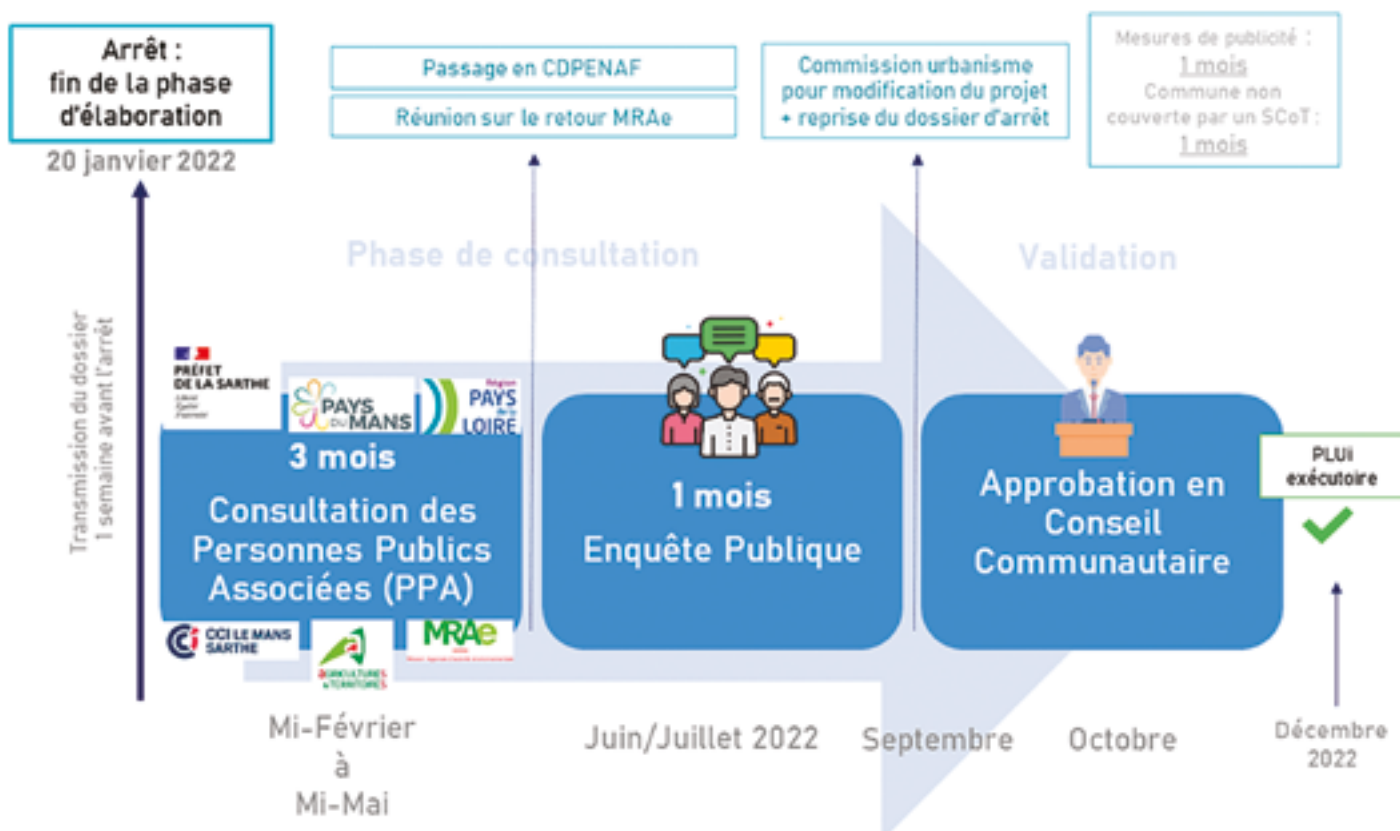 Arrêt :
fin de la phase
d'élaboration
20 janvier 2022
Passage en CDPENAF
Réunion sur le retour MRAe
Commission urbanisme
pour modification du projet
+ reprise du dossier d'arrêt
Mesures de publicité :
1 mois
Commune non
couverte par un SCoT :
1 mois
Phase de consultation
Validation
Transmission du dossier
1 semaine avant l'arrêt
PRÉFET
DE LA SARTHE
Liberté
Égalité
Fraternité
PAYS
DU MANS
Région
PAYS
de la
LOIRE
3 mois
Consultation des
Personnes Publics
Associées (PPA)
CCI LE MANS
SARTHE
AGRICULTURES
& TERRITOIRES
MRAe
1 mois
Enquête Publique
Approbation en
Conseil
Communautaire
PLUi
exécutoire
Mi-Février
à
Mi-Mai
Juin/Juillet 2022
Septembre
Octobre
Décembre
2022